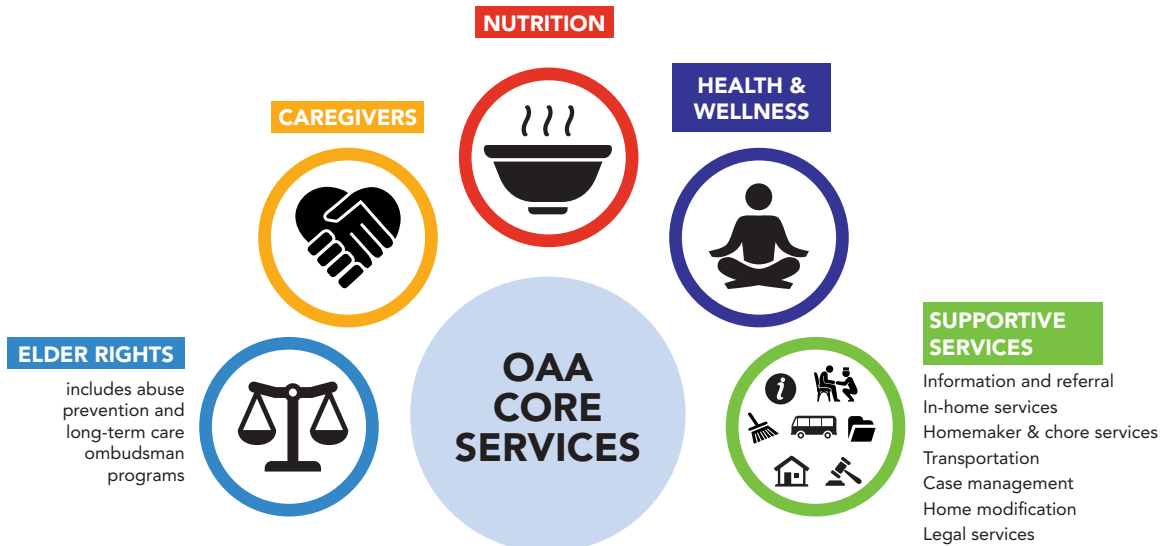 NUTRITION
HEALTH &
WELLNESS
CAREGIVERS
ELDER RIGHTS
includes abuse
prevention and
long-term care
ombudsman
programs
OAA
CORE
SERVICES
SUPPORTIVE
SERVICES
Information and referral
In-home services
Homemaker & chore services
Transportation
Case management
Home modification
Legal services